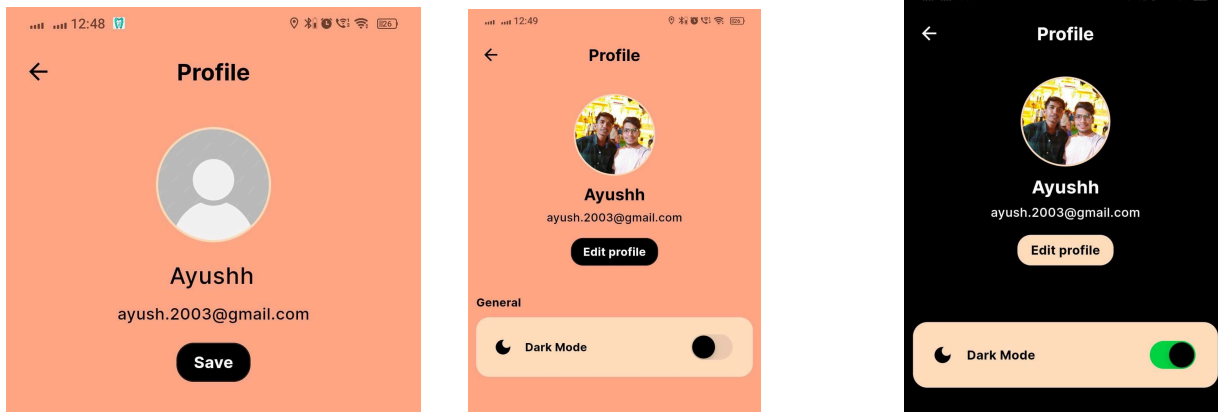 12:48
Profile
Ayushh
ayush.2003@gmail.com
Save
12:49
Profile
Ayushh
ayush.2003@gmail.com
Edit profile
General
Dark Mode
Profile
Ayushh
ayush.2003@gmail.com
Edit profile
Dark Mode